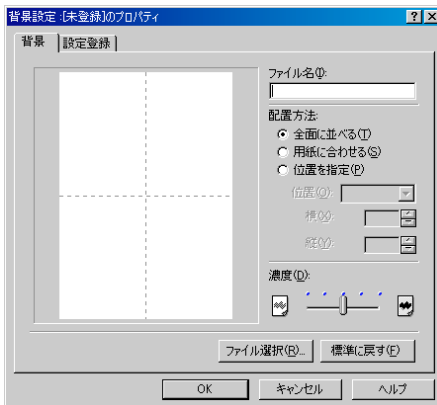 背景設定 :[未登録]のプロパティ
背景
設定登録
ファイル名(I):
配置方法:
全面に並べる(T)
用紙に合わせる(S)
位置を指定(P)
位置(O):
横(X):
縦(Y):
濃度(D):
ファイル選択(R)...
標準に戻す(F)
OK
キャンセル
ヘルプ